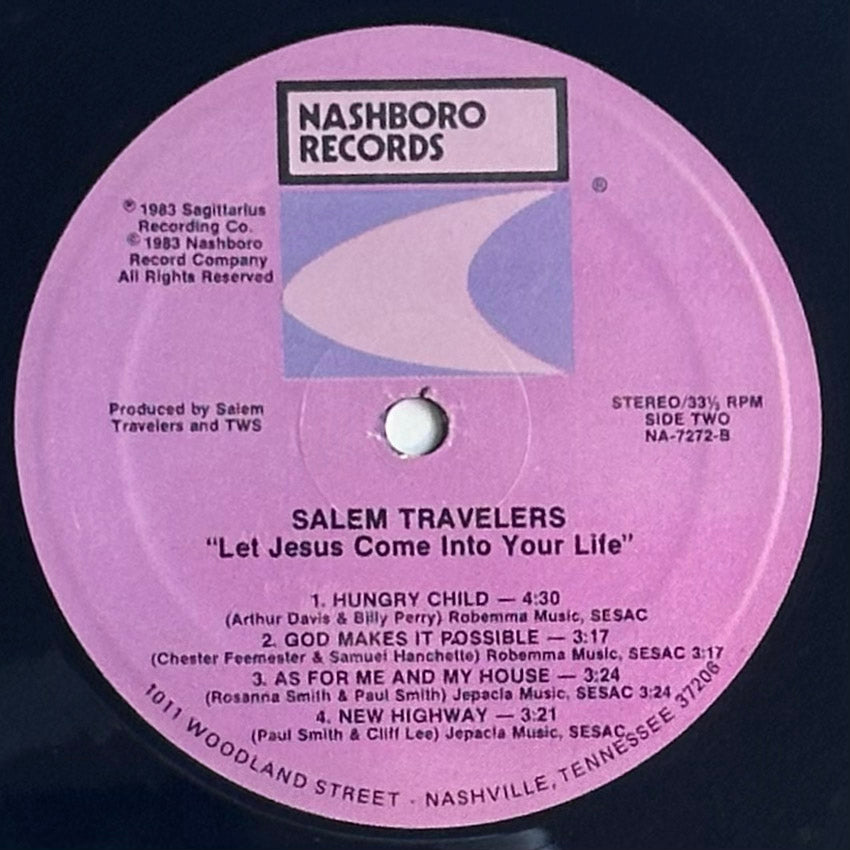 NASHBORO
RECORDS
®
℗ 1983 Sagittarius
Recording Co.
© 1983 Nashboro
Record Company
All Rights Reserved
Produced by Salem
Travelers and TWS
STEREO/33⅓ RPM
SIDE TWO
NA-7272-B
SALEM TRAVELERS
"Let Jesus Come Into Your Life"
1. HUNGRY CHILD — 4:30
(Arthur Davis & Billy Perry) Robemma Music, SESAC
2. GOD MAKES IT POSSIBLE — 3:17
(Chester Feemester & Samuel Hanchette) Robemma Music, SESAC 3:17
3. AS FOR ME AND MY HOUSE — 3:24
(Rosanna Smith & Paul Smith) Jepacla Music, SESAC 3:24
4. NEW HIGHWAY — 3:21
(Paul Smith & Cliff Lee) Jepacla Music, SESAC
1011 WOODLAND STREET - NASHVILLE, TENNESSEE 37206